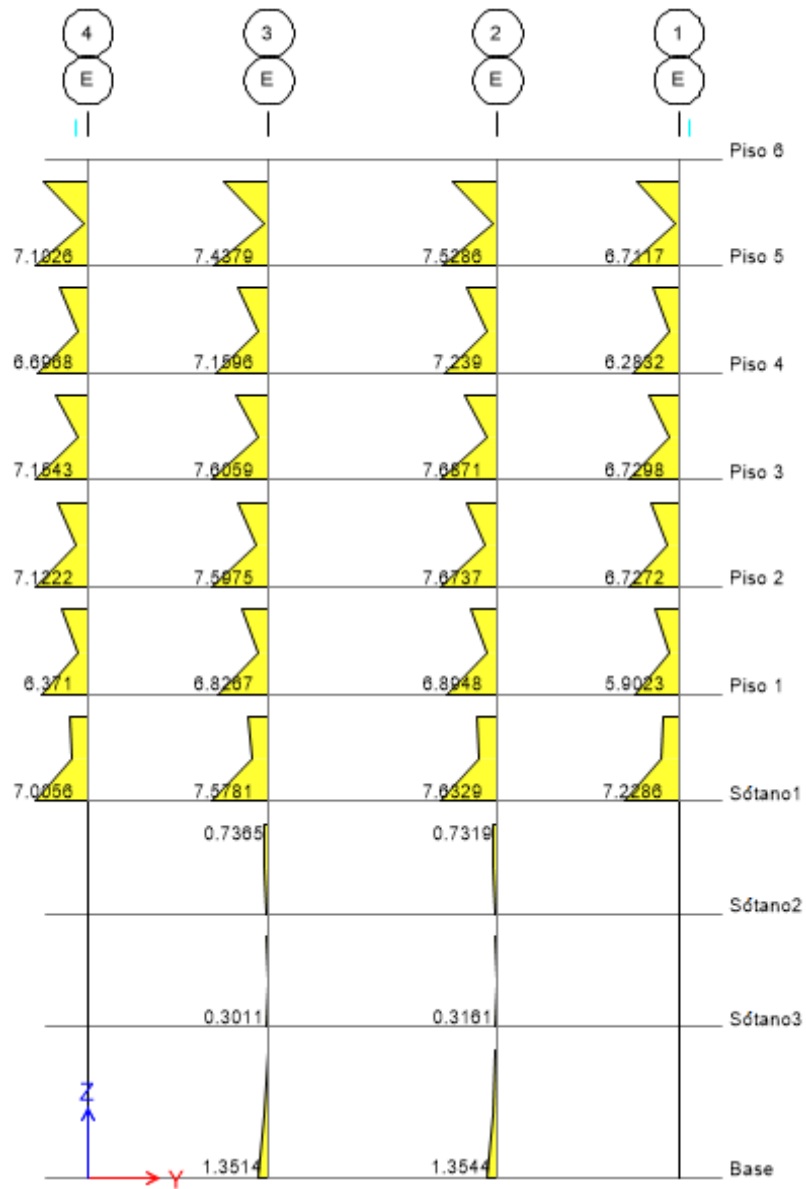 4 3 2 1
E E E E
Piso 6
7.1926 7.4379 7.5286 6.7117 Piso 5
6.6968 7.1596 7.239 6.2832 Piso 4
7.1543 7.6059 7.6871 6.7298 Piso 3
7.1222 7.5975 7.6737 6.7272 Piso 2
6.371 6.8267 6.8948 5.9023 Piso 1
7.0056 7.5781 7.6329 7.2286 Sótano1
0.7365 0.7319
Sótano2
0.3011 0.3161 Sótano3
Z
1.3514 1.3544 Base
Y